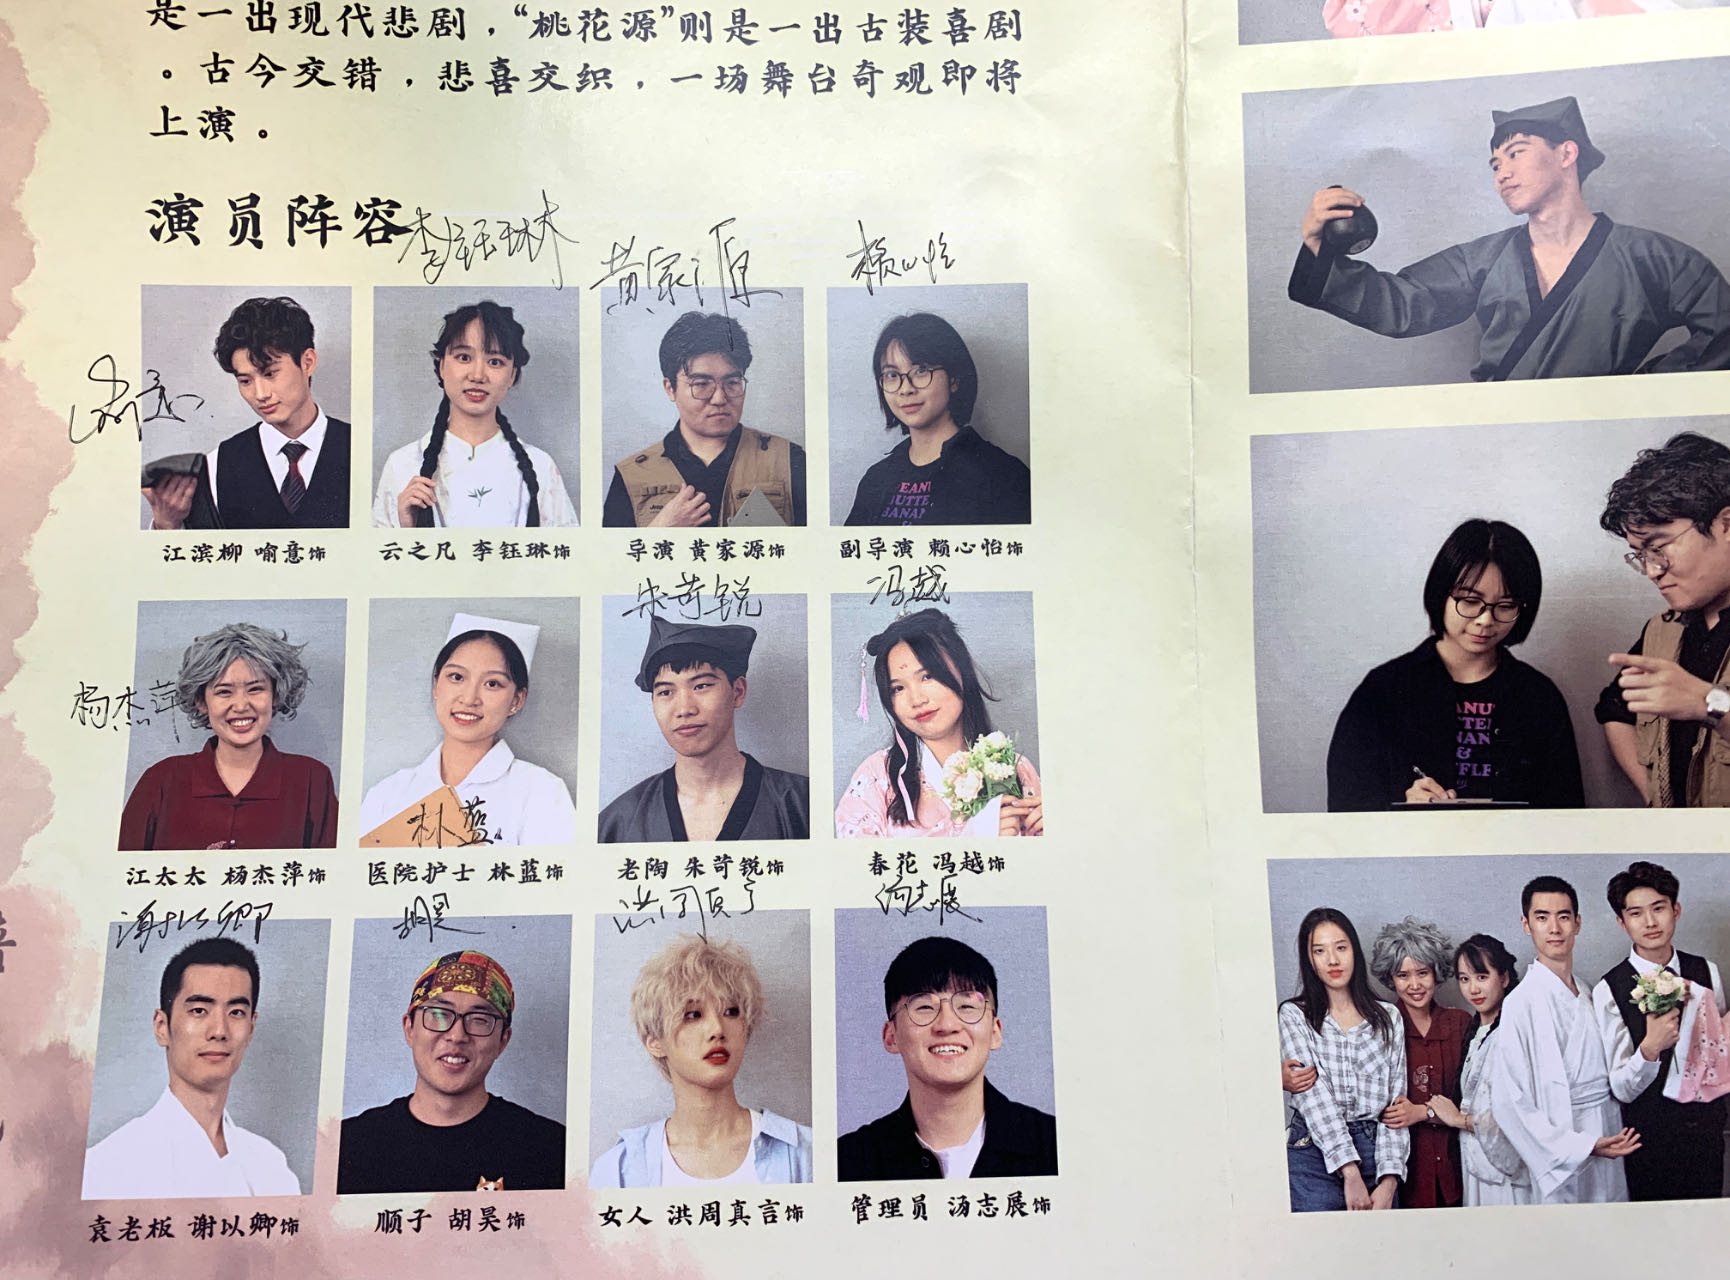 是一出现代悲剧，“桃花源”则是一出古装喜剧
。古今交错，悲喜交织，一场舞台奇观即将
上演。
演员阵容
李钰琳
黄家源
赖心怡
喻意
江滨柳 喻意饰
云之凡 李钰琳饰
导演 黄家源饰
副导演 赖心怡饰
朱苛锐
冯越
杨杰萍
林蓝
江太太 杨杰萍饰
医院护士 林蓝饰
老陶 朱苛锐饰
春花 冯越饰
谢以卿
胡昊
汤志展
袁老板 谢以卿饰
顺子 胡昊饰
女人 洪周真言饰
管理员 汤志展饰